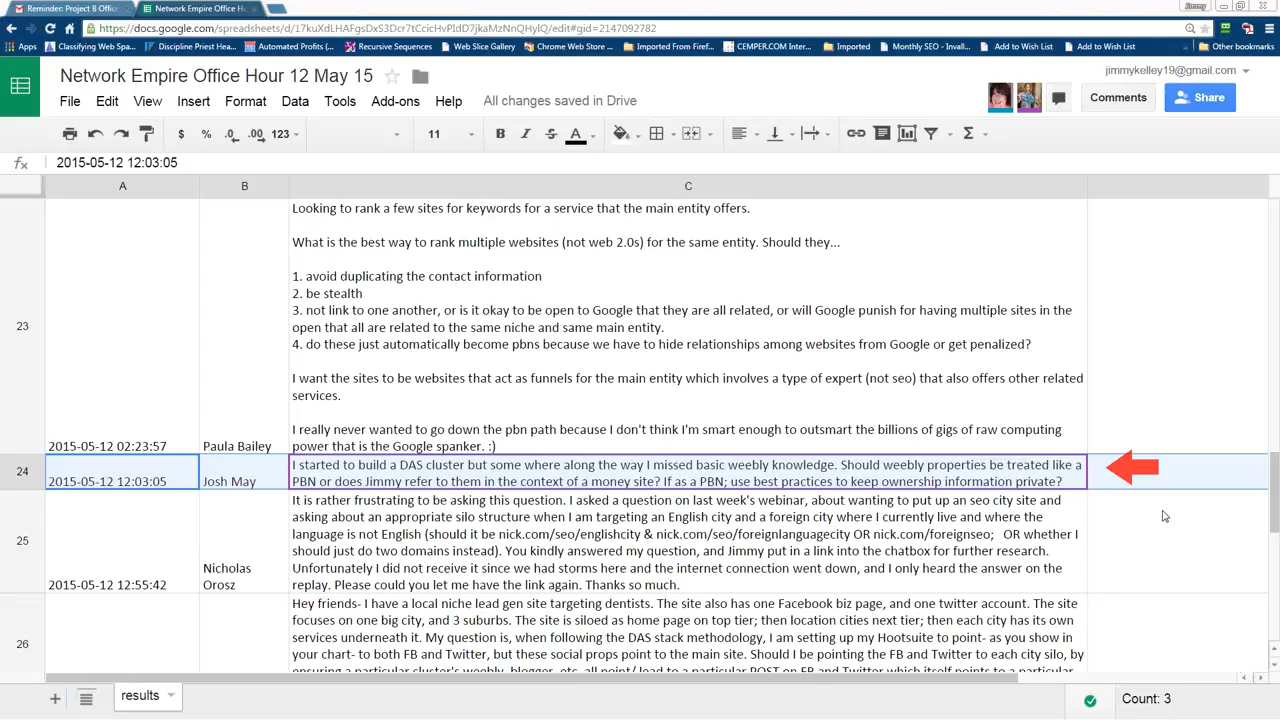 Reminder: Project B Offic
Network Empire Office Ho
Jimmy
https://docs.google.com/spreadsheets/d/17kuXdLHAFgsDxS3Dcr7tCcicHvPIdD7jkaMzNnQHylQ/edit#gid=2147092782
Apps
Classifying Web Spa...
Discipline Priest Hea...
Automated Profits (...
Recursive Sequences
Web Slice Gallery
Chrome Web Store ...
Imported From Firef...
CEMPER.COM Inter...
Imported
Monthly SEO - Invall...
Add to Wish List
Add to Wish List
Other bookmarks
Network Empire Office Hour 12 May 15
jimmykelley19@gmail.com
File Edit View Insert Format Data Tools Add-ons Help All changes saved in Drive
Comments
Share
$ % .0 .00 123 11 B I S A Σ
fx 2015-05-12 12:03:05
A B C
Looking to rank a few sites for keywords for a service that the main entity offers.
What is the best way to rank multiple websites (not web 2.0s) for the same entity. Should they...
1. avoid duplicating the contact information
2. be stealth
3. not link to one another, or is it okay to be open to Google that they are all related, or will Google punish for having multiple sites in the
open that all are related to the same niche and same main entity.
4. do these just automatically become pbns because we have to hide relationships among websites from Google or get penalized?
I want the sites to be websites that act as funnels for the main entity which involves a type of expert (not seo) that also offers other related
services.
I really never wanted to go down the pbn path because I don't think I'm smart enough to outsmart the billions of gigs of raw computing
power that is the Google spanker. :)
23
2015-05-12 02:23:57
Paula Bailey
24
2015-05-12 12:03:05
Josh May
I started to build a DAS cluster but some where along the way I missed basic weebly knowledge. Should weebly properties be treated like a
PBN or does Jimmy refer to them in the context of a money site? If as a PBN; use best practices to keep ownership information private?
25
2015-05-12 12:55:42
Nicholas
Orosz
It is rather frustrating to be asking this question. I asked a question on last week's webinar, about wanting to put up an seo city site and
asking about an appropriate silo structure when I am targeting an English city and a foreign city where I currently live and where the
language is not English (should it be nick.com/seo/englishcity & nick.com/seo/foreignlanguagecity OR nick.com/foreignseo; OR whether I
should just do two domains instead). You kindly answered my question, and Jimmy put in a link into the chatbox for further research.
Unfortunately I did not receive it since we had storms here and the internet connection went down, and I only heard the answer on the
replay. Please could you let me have the link again. Thanks so much.
26
Hey friends- I have a local niche lead gen site targeting dentists. The site also has one Facebook biz page, and one twitter account. The site
focuses on one big city, and 3 suburbs. The site is siloed as home page on top tier; then location cities next tier; then each city has its own
services underneath it. My question is, when following the DAS stack methodology, I am setting up my Hootsuite to point- as you show in
your chart- to both FB and Twitter, but these social props point to the main site. Should I be pointing the FB and Twitter to each city silo, by
ensuring a particular cluster's weebly, blogger, etc. all point/ lead to a particular POST on FB and Twitter which itself points to a particular
results
Count: 3